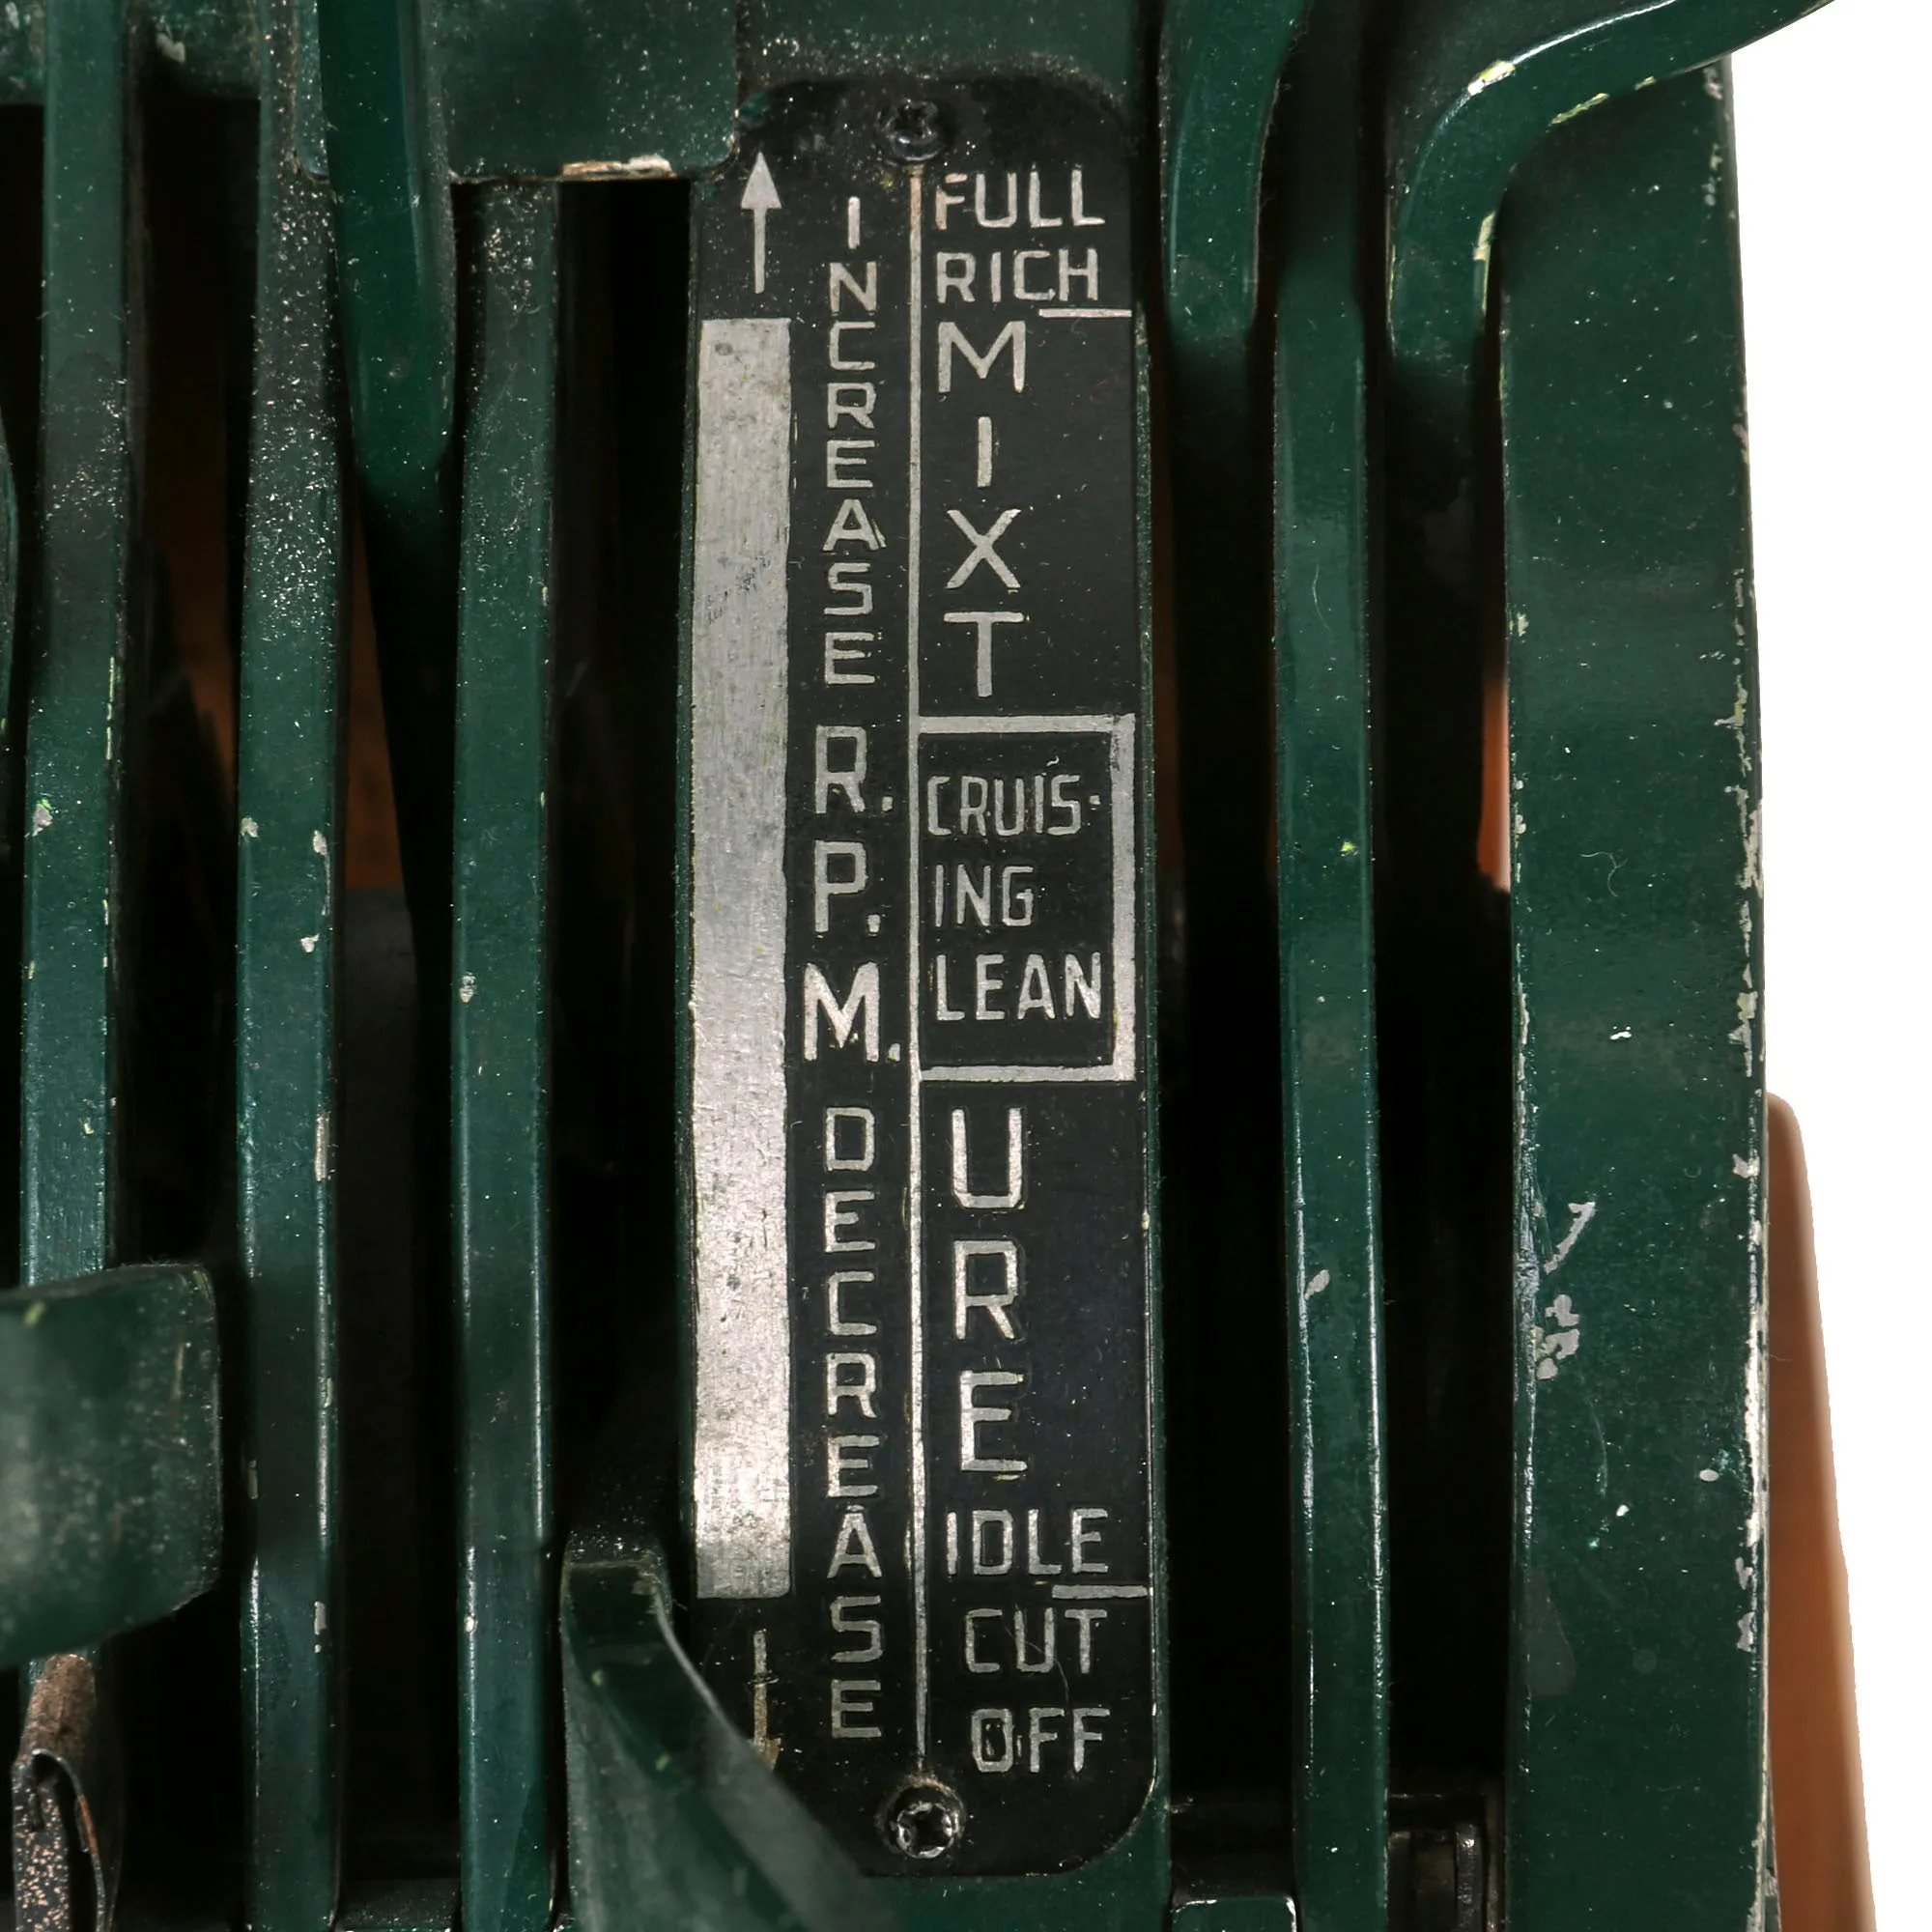 INCREASE R.P.M. DECREASE
FULL
RICH
MIXT
CRUIS-
ING
LEAN
URE
IDLE
CUT
OFF